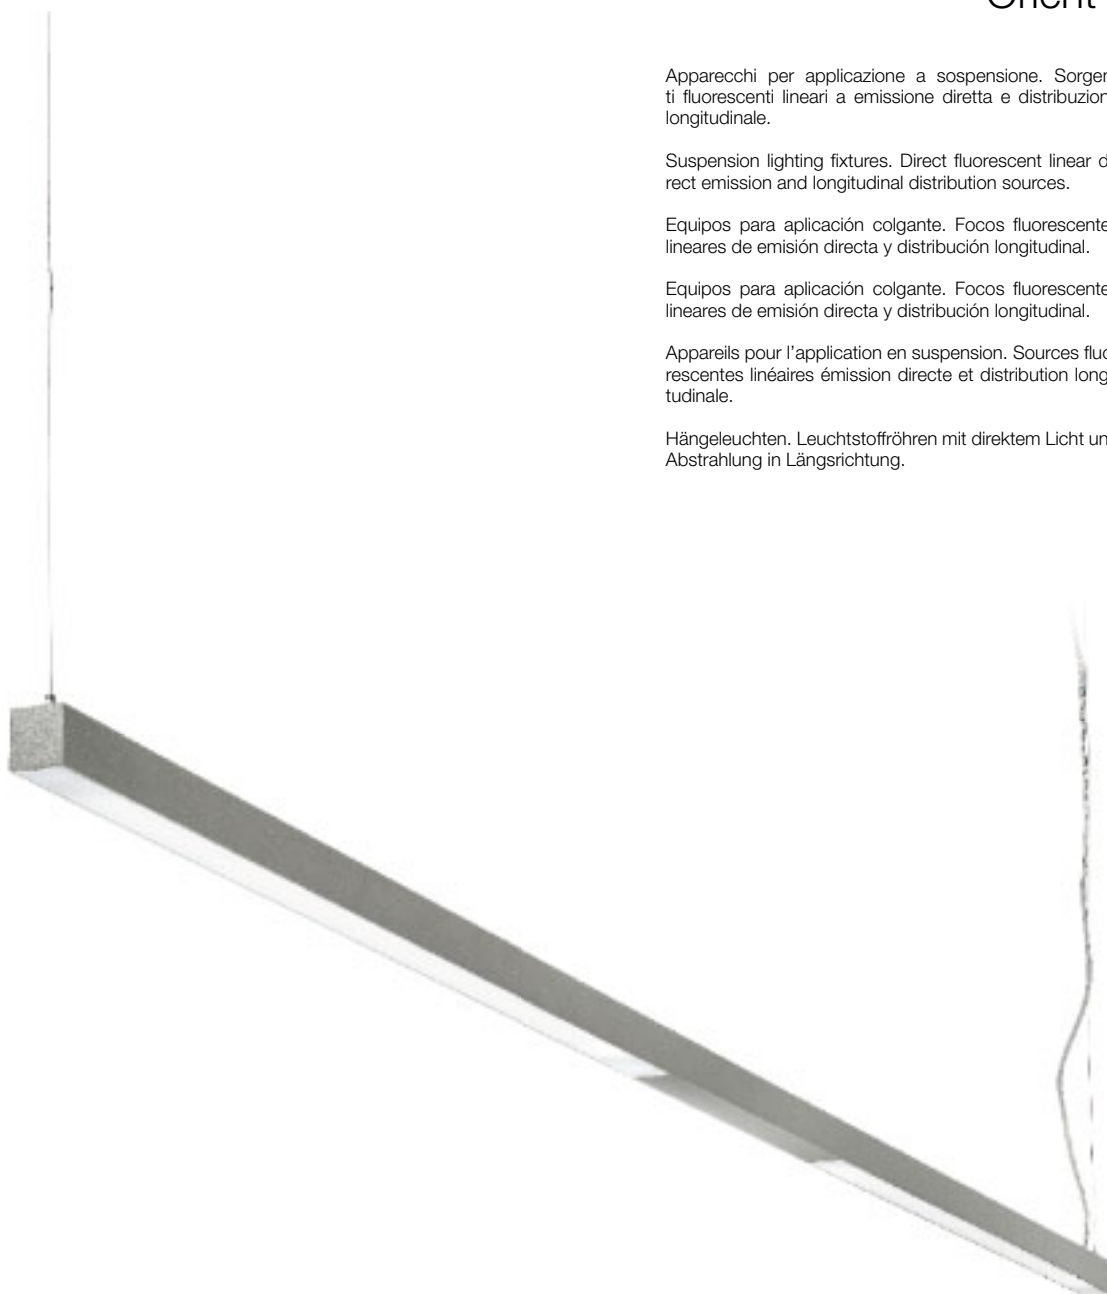 Orient
Apparecchi per applicazione a sospensione. Sorgen
ti fluorescenti lineari a emissione diretta e distribuzion
longitudinale.
Suspension lighting fixtures. Direct fluorescent linear d
rect emission and longitudinal distribution sources.
Equipos para aplicación colgante. Focos fluorescente
lineares de emisión directa y distribución longitudinal.
Equipos para aplicación colgante. Focos fluorescente
lineares de emisión directa y distribución longitudinal.
Appareils pour l'application en suspension. Sources fluo
rescentes linéaires émission directe et distribution long
tudinale.
Hängeleuchten. Leuchtstoffröhren mit direktem Licht un
Abstrahlung in Längsrichtung.